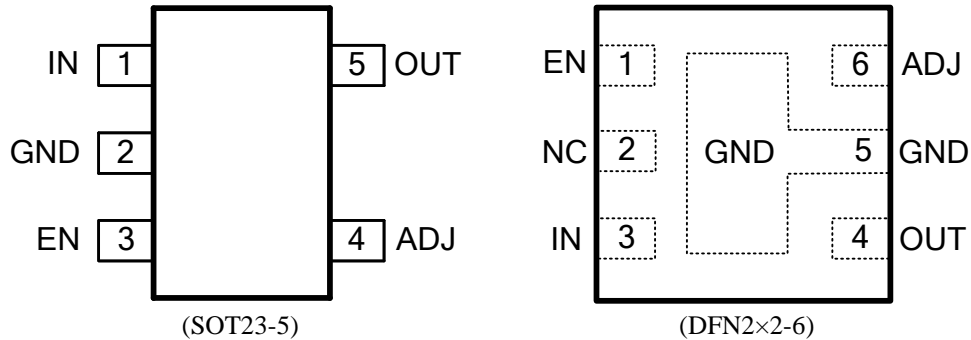 IN 1 5 OUT
GND 2
EN 3 4 ADJ
(SOT23-5)
EN 1 6 ADJ
NC 2 GND 5 GND
IN 3 4 OUT
(DFN2×2-6)